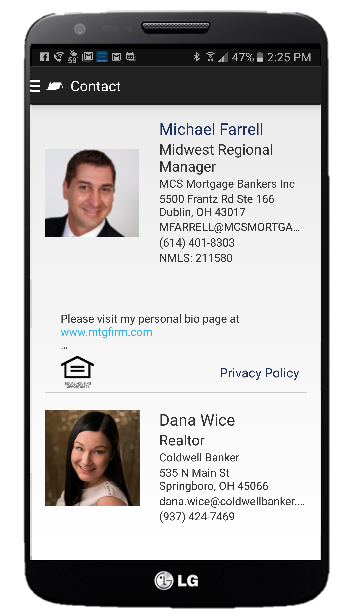 59°
47%
2:25 PM
Contact
Michael Farrell
Midwest Regional
Manager
MCS Mortgage Bankers Inc
5500 Frantz Rd Ste 166
Dublin, OH 43017
MFARRELL@MCSMORTGA...
(614) 401-8303
NMLS: 211580
Please visit my personal bio page at
www.mtgfirm.com
...
Privacy Policy
Dana Wice
Realtor
Coldwell Banker
535 N Main St
Springboro, OH 45066
dana.wice@coldwellbanker....
(937) 424-7469
LG